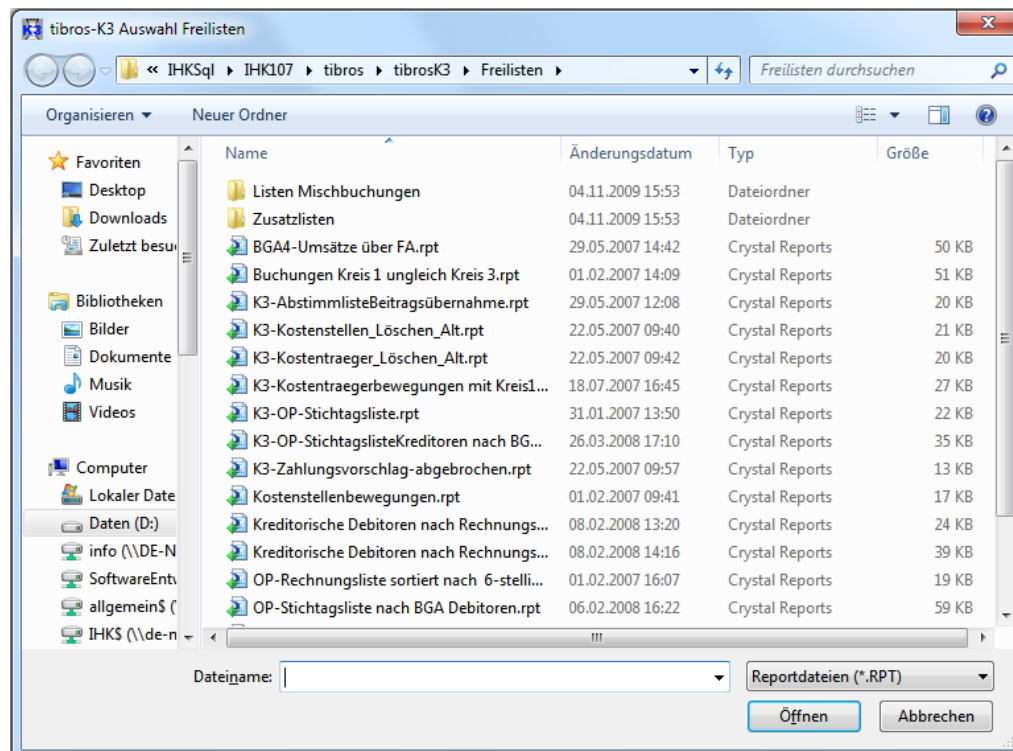 tibros-K3 Auswahl Freilisten
« IHKSql ▸ IHK107 ▸ tibros ▸ tibrosK3 ▸ Freilisten ▸
Freilisten durchsuchen
Organisieren Neuer Ordner
Name Änderungsdatum Typ Größe
Favoriten
Desktop
Downloads
Zuletzt besu
Bibliotheken
Bilder
Dokumente
Musik
Videos
Computer
Lokaler Date
Daten (D:)
info (\\DE-N
SoftwareEntv
allgemein$ (
IHK$ (\\de-n
Listen Mischbuchungen 04.11.2009 15:53 Dateiordner
Zusatzlisten 04.11.2009 15:53 Dateiordner
BGA4-Umsätze über FA.rpt 29.05.2007 14:42 Crystal Reports 50 KB
Buchungen Kreis 1 ungleich Kreis 3.rpt 01.02.2007 14:09 Crystal Reports 51 KB
K3-AbstimmlisteBeitragsübernahme.rpt 29.05.2007 12:08 Crystal Reports 20 KB
K3-Kostenstellen_Löschen_Alt.rpt 22.05.2007 09:40 Crystal Reports 21 KB
K3-Kostentraeger_Löschen_Alt.rpt 22.05.2007 09:42 Crystal Reports 20 KB
K3-Kostentraegerbewegungen mit Kreis1... 18.07.2007 16:45 Crystal Reports 27 KB
K3-OP-Stichtagsliste.rpt 31.01.2007 13:50 Crystal Reports 22 KB
K3-OP-StichtagslisteKreditoren nach BG... 26.03.2008 17:10 Crystal Reports 35 KB
K3-Zahlungsvorschlag-abgebrochen.rpt 22.05.2007 09:57 Crystal Reports 13 KB
Kostenstellenbewegungen.rpt 01.02.2007 09:41 Crystal Reports 17 KB
Kreditorische Debitoren nach Rechnungs... 08.02.2008 13:20 Crystal Reports 24 KB
Kreditorische Debitoren nach Rechnungs... 08.02.2008 14:16 Crystal Reports 39 KB
OP-Rechnungsliste sortiert nach 6-stelli... 01.02.2007 16:07 Crystal Reports 19 KB
OP-Stichtagsliste nach BGA Debitoren.rpt 06.02.2008 16:22 Crystal Reports 59 KB
Dateiname:
Reportdateien (*.RPT)
Öffnen Abbrechen